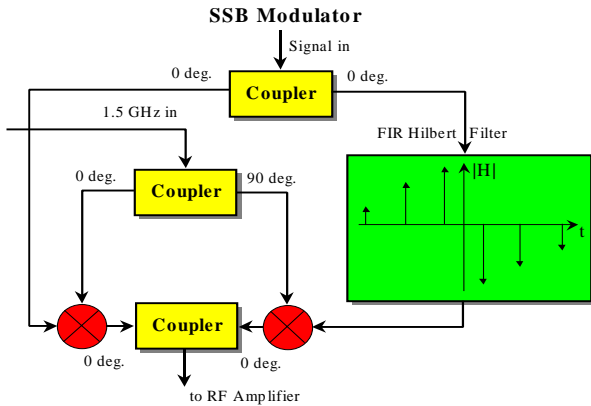 SSB Modulator
Signal in
0 deg.
0 deg.
Coupler
1.5 GHz in
FIR Hilbert Filter
0 deg.
90 deg.
|H|
Coupler
t
Coupler
0 deg.
0 deg.
to RF Amplifier